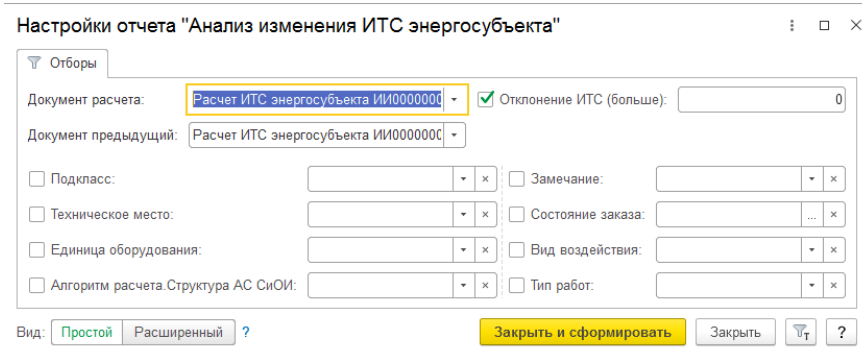 Настройки отчета "Анализ изменения ИТС энергосубъекта"
Отборы
Документ расчета: Расчет ИТС энергосубъекта ИИ0000000 Отклонение ИТС (больше): 0
Документ предыдущий: Расчет ИТС энергосубъекта ИИ0000000
Подкласс: Замечание:
Техническое место: Состояние заказа: ...
Единица оборудования: Вид воздействия:
Алгоритм расчета.Структура АС СиОИ: Тип работ:
Вид: Простой Расширенный ? Закрыть и сформировать Закрыть ?